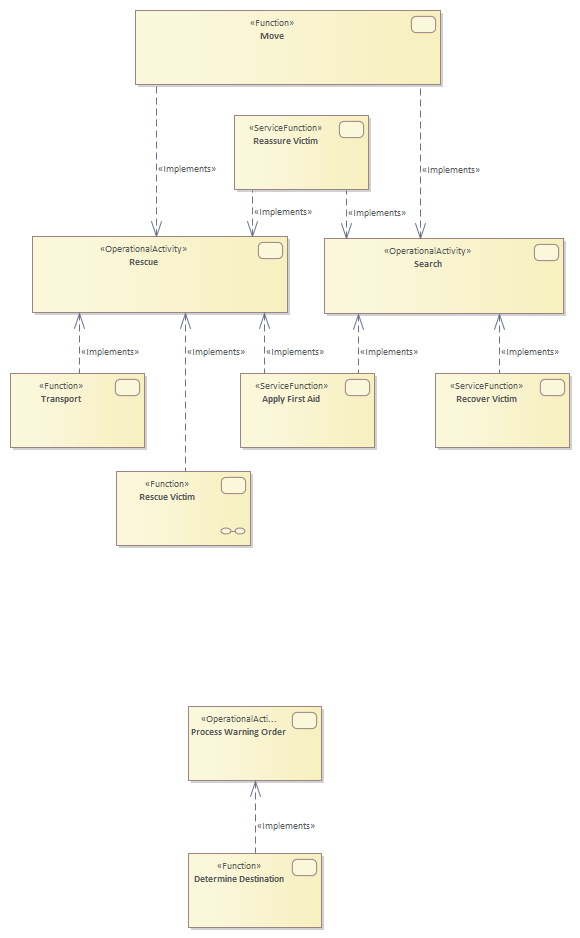 «Function»
Move
«ServiceFunction»
Reassure Victim
«Implements»
«Implements»
«Implements»
«Implements»
«OperationalActivity»
Rescue
«OperationalActivity»
Search
«Implements»
«Implements»
«Implements»
«Implements»
«Implements»
«Function»
Transport
«ServiceFunction»
Apply First Aid
«ServiceFunction»
Recover Victim
«Function»
Rescue Victim
«OperationalActi...
Process Warning Order
«Implements»
«Function»
Determine Destination